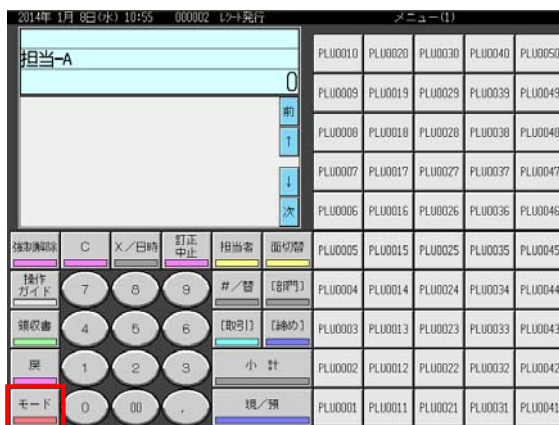 2014年 1月 8日(水) 10:55 000002 レシート発行 メニュー(1)
担当-A
0
前
↑
↓
次
PLU0010 PLU0020 PLU0030 PLU0040 PLU0050
PLU0009 PLU0019 PLU0029 PLU0039 PLU0049
PLU0008 PLU0018 PLU0028 PLU0038 PLU0048
PLU0007 PLU0017 PLU0027 PLU0037 PLU0047
PLU0006 PLU0016 PLU0026 PLU0036 PLU0046
強制解除 C X/日時 訂正中止 担当者 面切替 PLU0005 PLU0015 PLU0025 PLU0035 PLU0045
操作ガイド 7 8 9 #/替 [部門] PLU0004 PLU0014 PLU0024 PLU0034 PLU0044
領収書 4 5 6 [取引] [締め] PLU0003 PLU0013 PLU0023 PLU0033 PLU0043
戻 1 2 3 小計 PLU0002 PLU0012 PLU0022 PLU0032 PLU0042
モード 0 00 . 現/預 PLU0001 PLU0011 PLU0021 PLU0031 PLU0041